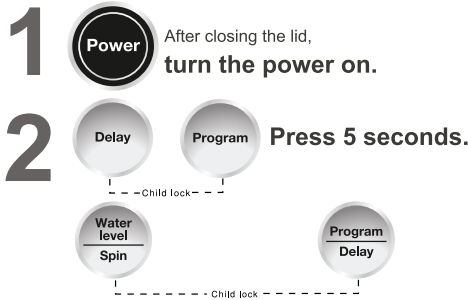 1
Power
After closing the lid,
turn the power on.
2
Delay
Program
Press 5 seconds.
Child lock
Water
level
Spin
Program
Delay
Child lock